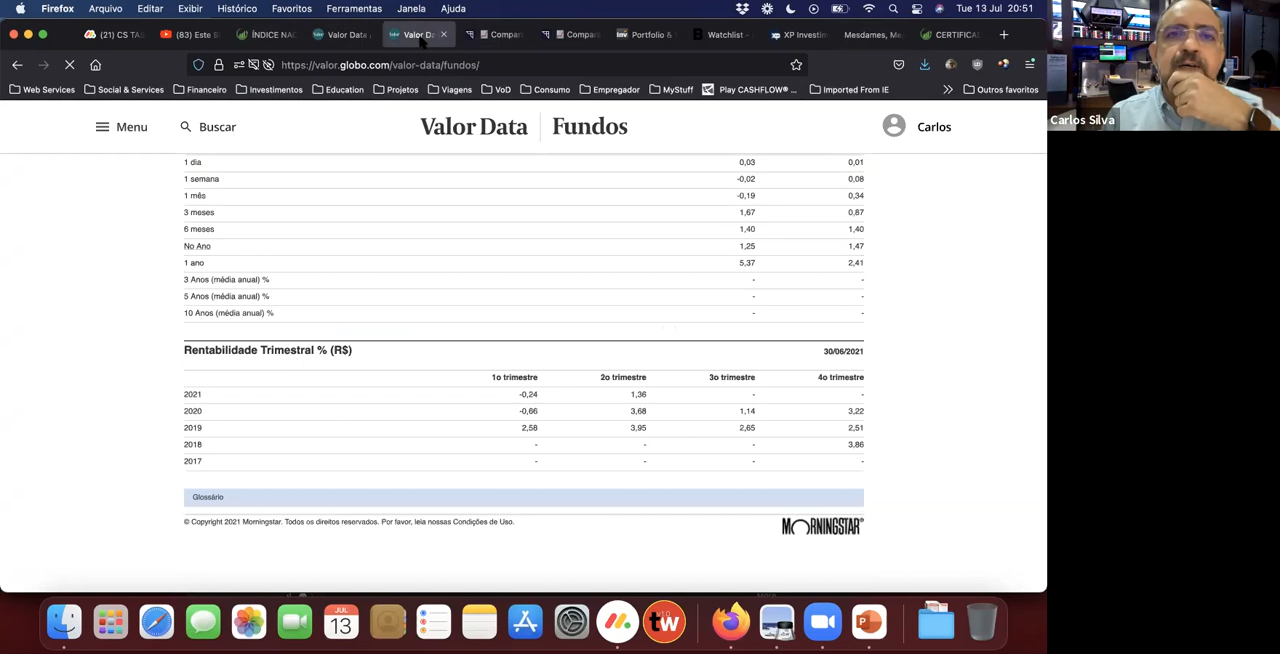 Firefox Arquivo Editar Exibir Histórico Favoritos Ferramentas Janela Ajuda Tue 13 Jul 20:51
(21) CS TAS (83) Este S ÍNDICE NAC Valor Data Valor Da Compar Compar Portfolio & Watchlist - XP Investim Mesdames, Me CERTIFICA
https://valor.globo.com/valor-data/fundos/
Web Services Social & Services Financeiro Investimentos Education Projetos Viagens VoD Consumo Empregador MyStuff Play CASHFLOW® ... Imported From IE Outros favoritos
Menu Buscar Valor Data Fundos Carlos
Carlos Silva
1 dia 0,03 0,01
1 semana -0,02 0,08
1 mês -0,19 0,34
3 meses 1,67 0,87
6 meses 1,40 1,40
No Ano 1,25 1,47
1 ano 5,37 2,41
3 Anos (média anual) % - -
5 Anos (média anual) % - -
10 Anos (média anual) % - -
Rentabilidade Trimestral % (R$) 30/06/2021
1o trimestre 2o trimestre 3o trimestre 4o trimestre
2021 -0,24 1,36 - -
2020 -0,66 3,68 1,14 3,22
2019 2,58 3,95 2,65 2,51
2018 - - - 3,86
2017 - - - -
Glossário
© Copyright 2021 Morningstar. Todos os direitos reservados. Por favor, leia nossas Condições de Uso. MORNINGSTAR®
JUL
13
tw